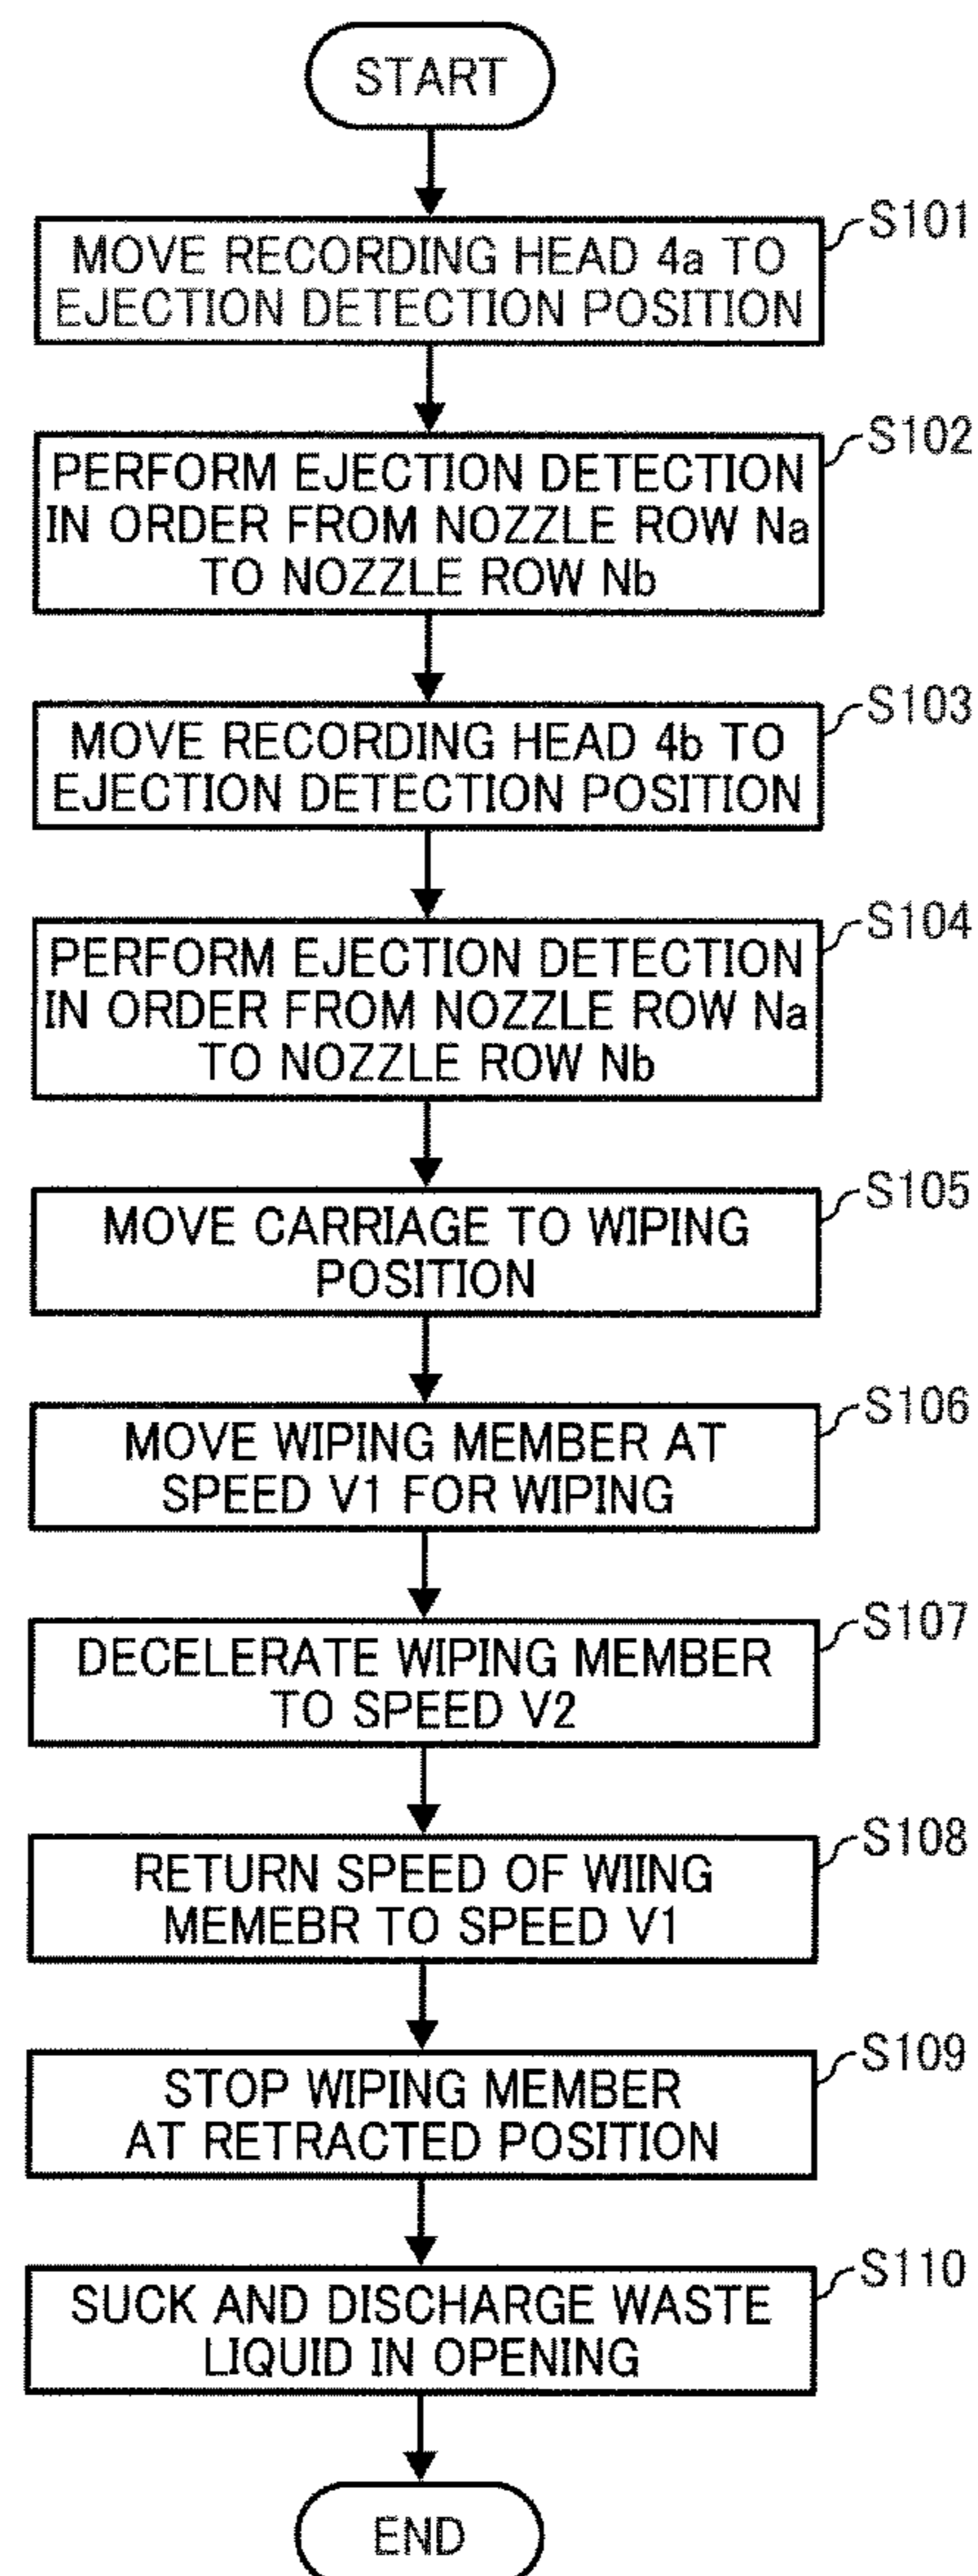 START
S101
MOVE RECORDING HEAD 4a TO
EJECTION DETECTION POSITION
S102
PERFORM EJECTION DETECTION
IN ORDER FROM NOZZLE ROW Na
TO NOZZLE ROW Nb
S103
MOVE RECORDING HEAD 4b TO
EJECTION DETECTION POSITION
S104
PERFORM EJECTION DETECTION
IN ORDER FROM NOZZLE ROW Na
TO NOZZLE ROW Nb
S105
MOVE CARRIAGE TO WIPING
POSITION
S106
MOVE WIPING MEMBER AT
SPEED V1 FOR WIPING
S107
DECELERATE WIPING MEMBER
TO SPEED V2
S108
RETURN SPEED OF WIING
MEMEBR TO SPEED V1
S109
STOP WIPING MEMBER
AT RETRACTED POSITION
S110
SUCK AND DISCHARGE WASTE
LIQUID IN OPENING
END